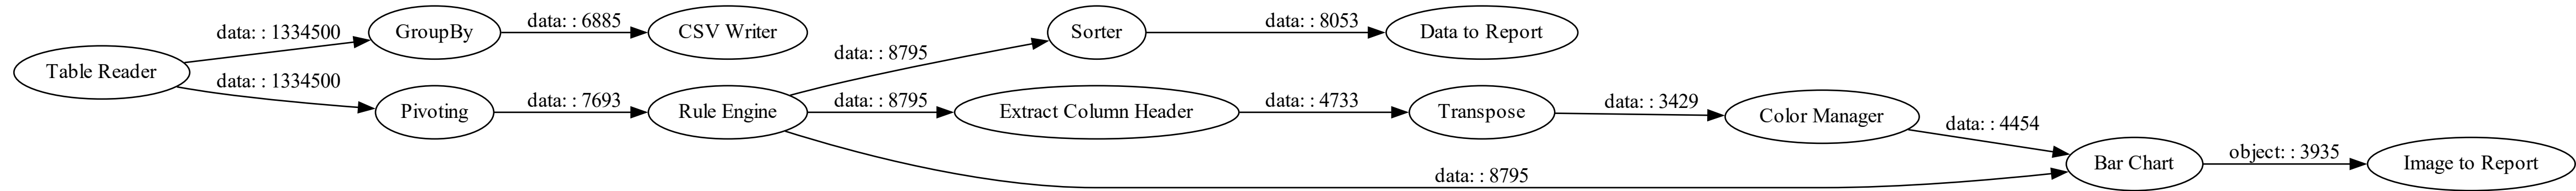 Table Reader
data: : 1334500
data: : 1334500
GroupBy
data: : 6885
CSV Writer
Pivoting
data: : 7693
Rule Engine
data: : 8795
Sorter
data: : 8053
Data to Report
data: : 8795
Extract Column Header
data: : 4733
Transpose
data: : 3429
Color Manager
data: : 4454
data: : 8795
Bar Chart
object: : 3935
Image to Report